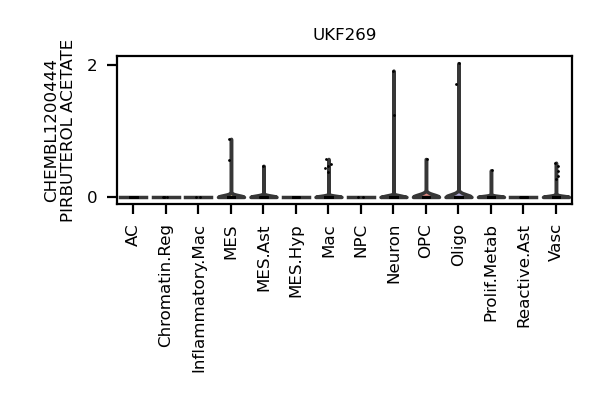 UKF269
CHEMBL1200444
PIRBUTEROL ACETATE
2
0
AC
Chromatin.Reg
Inflammatory.Mac
MES
MES.Ast
MES.Hyp
Mac
NPC
Neuron
OPC
Oligo
Prolif.Metab
Reactive.Ast
Vasc